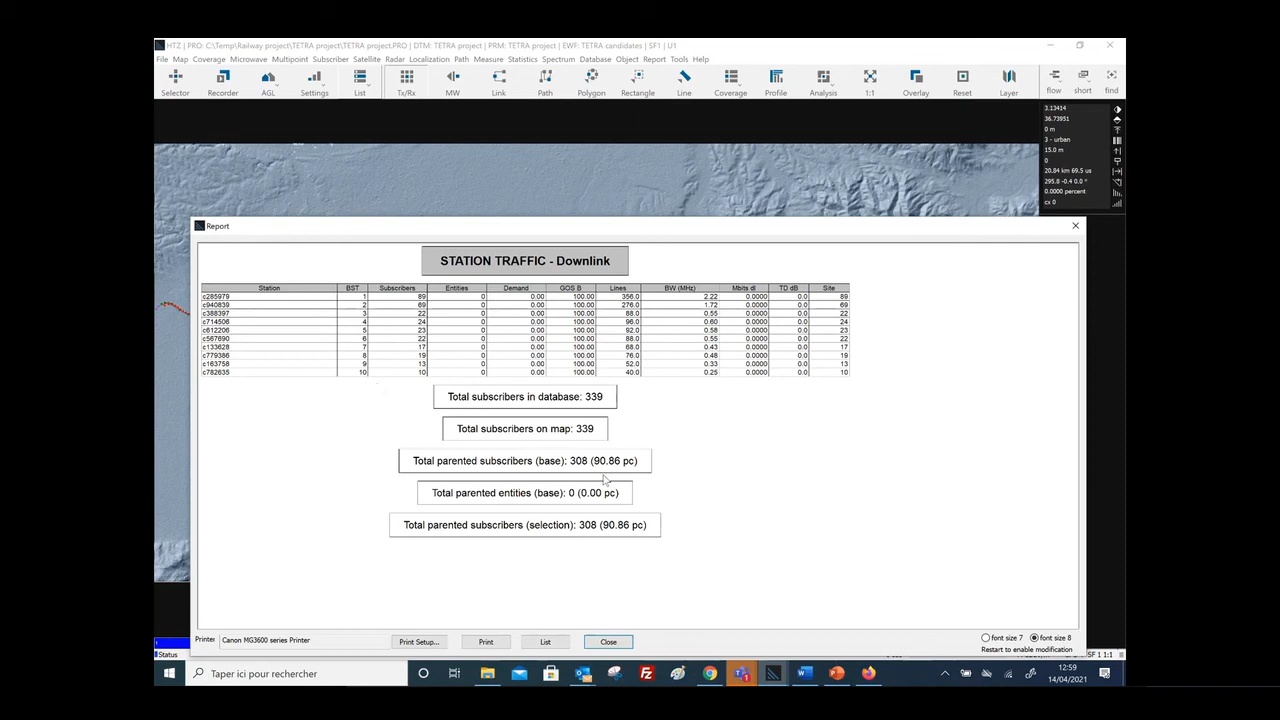 HTZ | PRO: C:\Temp\Railway project\TETRA project.PRO | DTM: TETRA project | PRM: TETRA project | EWF: TETRA candidates | SF1 | U1
File Map Coverage Microwave Multipoint Subscriber Satellite Radar Localization Path Measure Statistics Spectrum Database Object Report Tools Help
Selector Recorder AGL Settings List Tx/Rx MW Link Path Polygon Rectangle Line Coverage Profile Analysis 1:1 Overlay Reset Layer flow short find
3.13414
36.73951
0 m
3 - urban
15.0 m
0
20.84 km 69.5 us
295.8 -0.4 0.0 °
0.0000 percent
cx 0
Report
STATION TRAFFIC - Downlink
Station BST Subscribers Entities Demand GOS B Lines BW (MHz) Mbits dl TD dB Site
c285979 1 89 0 0.00 100.00 356.0 2.22 0.0000 0.0 89
c940839 2 69 0 0.00 100.00 276.0 1.72 0.0000 0.0 69
c388397 3 22 0 0.00 100.00 88.0 0.55 0.0000 0.0 22
c714506 4 24 0 0.00 100.00 96.0 0.60 0.0000 0.0 24
c612206 5 23 0 0.00 100.00 92.0 0.58 0.0000 0.0 23
c567690 6 22 0 0.00 100.00 88.0 0.55 0.0000 0.0 22
c133628 7 17 0 0.00 100.00 68.0 0.43 0.0000 0.0 17
c779386 8 19 0 0.00 100.00 76.0 0.48 0.0000 0.0 19
c163758 9 13 0 0.00 100.00 52.0 0.33 0.0000 0.0 13
c782635 10 10 0 0.00 100.00 40.0 0.25 0.0000 0.0 10
Total subscribers in database: 339
Total subscribers on map: 339
Total parented subscribers (base): 308 (90.86 pc)
Total parented entities (base): 0 (0.00 pc)
Total parented subscribers (selection): 308 (90.86 pc)
Printer Canon MG3600 series Printer Print Setup... Print List Close font size 7 font size 8
Restart to enable modification
Status SF 1 1:1
Taper ici pour rechercher
12:59
14/04/2021